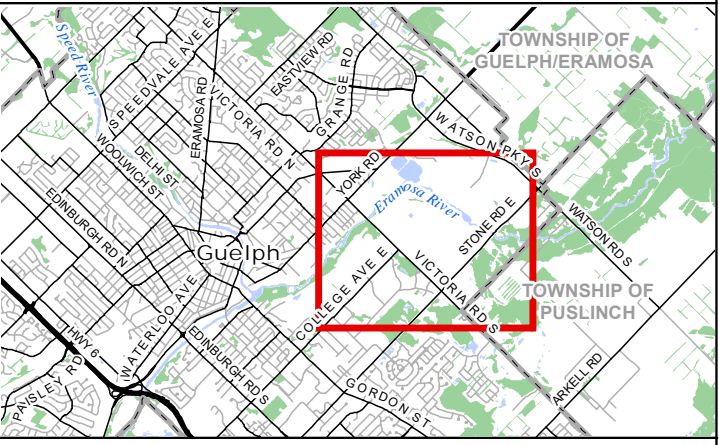 Speed River
SPEEDVALE AVE E
EASTVIEW RD
TOWNSHIP OF
GUELPH/ERAMOSA
GRANGE RD
ERAMOSA RD
VICTORIA RD N
WATSON PKY S
DELHI ST
WOOLWICH ST
YORK RD
Eramosa River
EDINBURGH RD N
STONE RD E
WATSON RD S
Guelph
COLLEGE AVE E
VICTORIA RD S
TOWNSHIP OF
PUSLINCH
WATERLOO AVE
HWY 6
EDINBURGH RD S
PAISLEY RD
GORDON ST
ARKELL RD